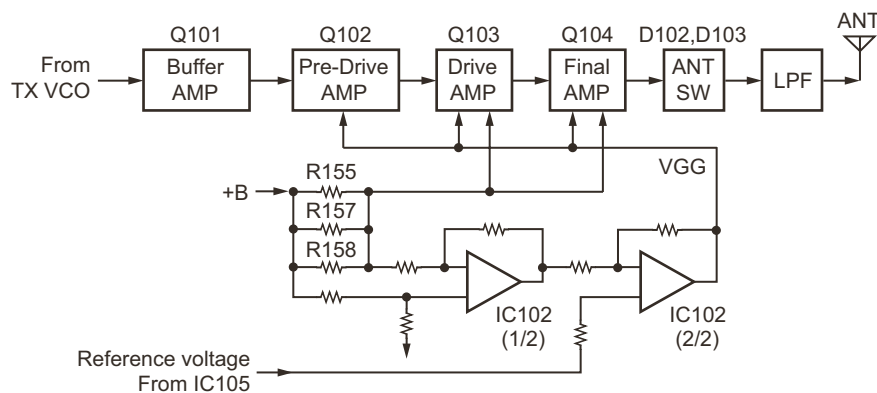 ANT
Q101
Q102
Q103
Q104
D102,D103
From
TX VCO
Buffer
AMP
Pre-Drive
AMP
Drive
AMP
Final
AMP
ANT
SW
LPF
VGG
+B
R155
R157
R158
IC102
(1/2)
IC102
(2/2)
Reference voltage
From IC105